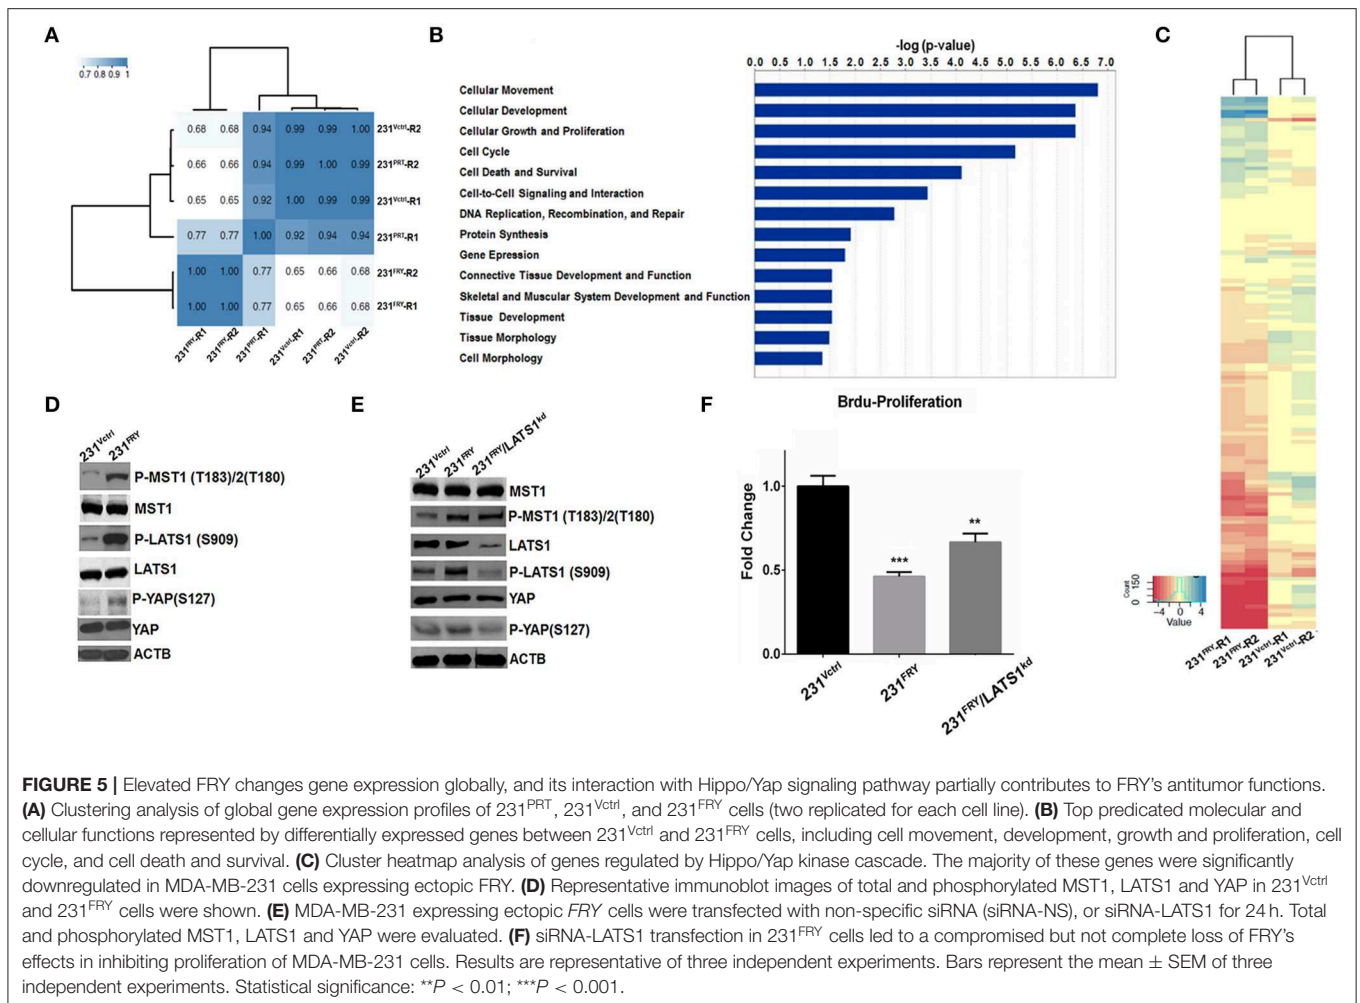 A
0.7 0.8 0.9 1
0.68 0.68 0.94 0.99 0.99 1.00 231Vctrl-R2
0.66 0.66 0.94 0.99 1.00 0.99 231PRT-R2
0.65 0.65 0.92 1.00 0.99 0.99 231Vctrl-R1
0.77 0.77 1.00 0.92 0.94 0.94 231PRT-R1
1.00 1.00 0.77 0.65 0.66 0.68 231FRY-R2
1.00 1.00 0.77 0.65 0.66 0.68 231FRY-R1
231FRY-R1 231FRY-R2 231PRT-R1 231Vctrl-R1 231PRT-R2 231Vctrl-R2
B
-log (p-value)
0.0 0.5 1.0 1.5 2.0 2.5 3.0 3.5 4.0 4.5 5.0 5.5 6.0 6.5 7.0
Cellular Movement
Cellular Development
Cellular Growth and Proliferation
Cell Cycle
Cell Death and Survival
Cell-to-Cell Signaling and Interaction
DNA Replication, Recombination, and Repair
Protein Synthesis
Gene Epression
Connective Tissue Development and Function
Skeletal and Muscular System Development and Function
Tissue Development
Tissue Morphology
Cell Morphology
C
Count
0 50 150
-4 0 4
Value
231FRY-R1 231FRY-R2 231Vctrl-R1 231Vctrl-R2
D
231Vctrl 231FRY
P-MST1 (T183)/2(T180)
MST1
P-LATS1 (S909)
LATS1
P-YAP(S127)
YAP
ACTB
E
231Vctrl 231FRY 231FRY/LATS1kd
MST1
P-MST1 (T183)/2(T180)
LATS1
P-LATS1 (S909)
YAP
P-YAP(S127)
ACTB
F
Brdu-Proliferation
Fold Change
1.0
0.5
0.0
***
**
231Vctrl 231FRY 231FRY/LATS1kd
FIGURE 5 | Elevated FRY changes gene expression globally, and its interaction with Hippo/Yap signaling pathway partially contributes to FRY's antitumor functions.
(A) Clustering analysis of global gene expression profiles of 231PRT, 231Vctrl, and 231FRY cells (two replicated for each cell line). (B) Top predicated molecular and
cellular functions represented by differentially expressed genes between 231Vctrl and 231FRY cells, including cell movement, development, growth and proliferation, cell
cycle, and cell death and survival. (C) Cluster heatmap analysis of genes regulated by Hippo/Yap kinase cascade. The majority of these genes were significantly
downregulated in MDA-MB-231 cells expressing ectopic FRY. (D) Representative immunoblot images of total and phosphorylated MST1, LATS1 and YAP in 231Vctrl
and 231FRY cells were shown. (E) MDA-MB-231 expressing ectopic FRY cells were transfected with non-specific siRNA (siRNA-NS), or siRNA-LATS1 for 24 h. Total
and phosphorylated MST1, LATS1 and YAP were evaluated. (F) siRNA-LATS1 transfection in 231FRY cells led to a compromised but not complete loss of FRY's
effects in inhibiting proliferation of MDA-MB-231 cells. Results are representative of three independent experiments. Bars represent the mean ± SEM of three
independent experiments. Statistical significance: **P < 0.01; ***P < 0.001.